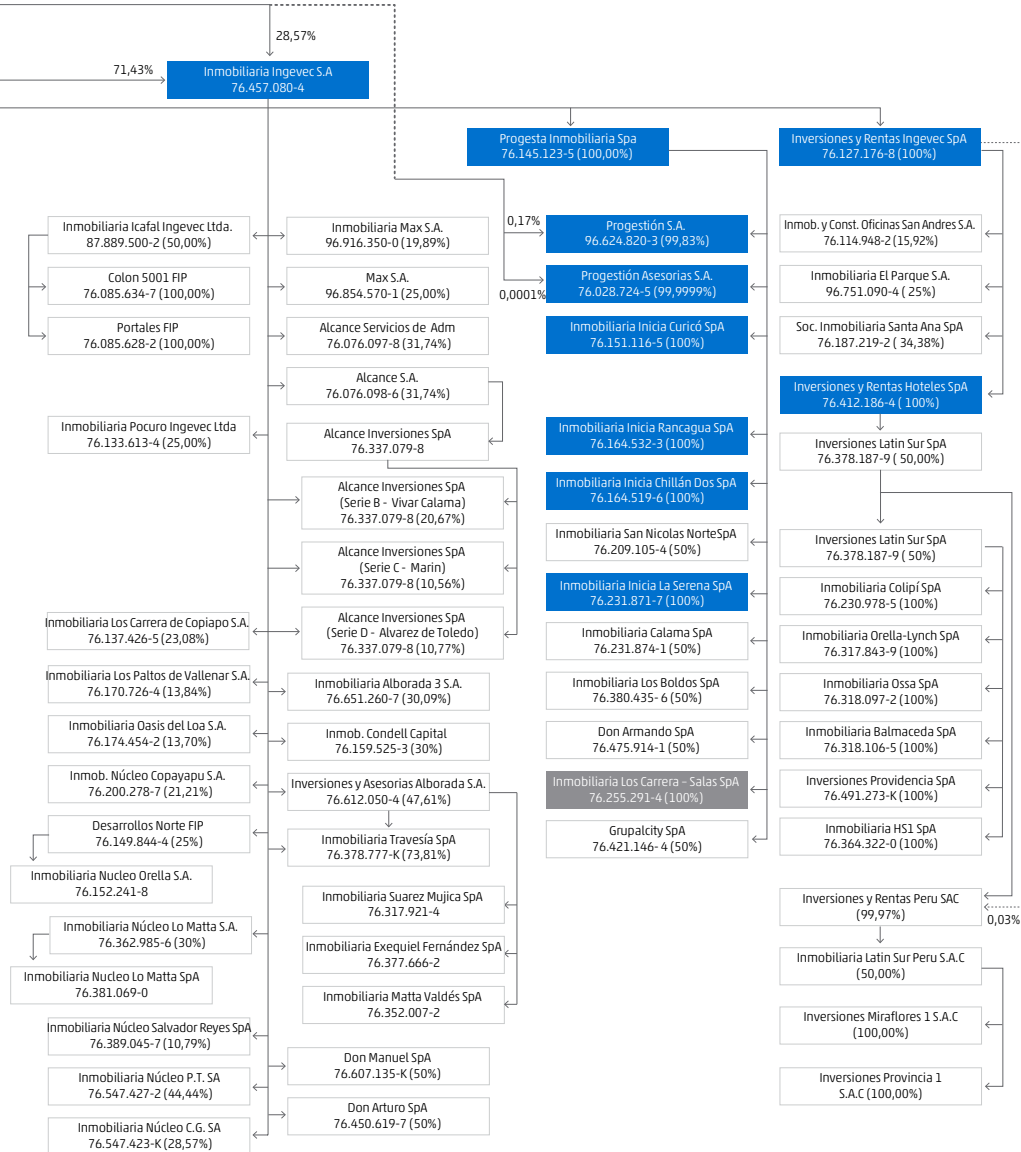 28,57%
71,43%
Inmobiliaria Ingevec S.A
76.457.080-4
Progesta Inmobiliaria Spa
76.145.123-5 (100,00%)
Inversiones y Rentas Ingevec SpA
76.127.176-8 (100%)
Inmobiliaria Icafal Ingevec Ltda.
87.889.500-2 (50,00%)
Colon 5001 FIP
76.085.634-7 (100,00%)
Portales FIP
76.085.628-2 (100,00%)
Inmobiliaria Pocuro Ingevec Ltda
76.133.613-4 (25,00%)
Inmobiliaria Los Carrera de Copiapo S.A.
76.137.426-5 (23,08%)
Inmobiliaria Los Paltos de Vallenar S.A.
76.170.726-4 (13,84%)
Inmobiliaria Oasis del Loa S.A.
76.174.454-2 (13,70%)
Inmob. Núcleo Copayapu S.A.
76.200.278-7 (21,21%)
Desarrollos Norte FIP
76.149.844-4 (25%)
Inmobiliaria Nucleo Orella S.A.
76.152.241-8
Inmobiliaria Núcleo Lo Matta S.A.
76.362.985-6 (30%)
Inmobiliaria Nucleo Lo Matta SpA
76.381.069-0
Inmobiliaria Núcleo Salvador Reyes SpA
76.389.045-7 (10,79%)
Inmobiliaria Núcleo P.T. SA
76.547.427-2 (44,44%)
Inmobiliaria Núcleo C.G. SA
76.547.423-K (28,57%)
Inmobiliaria Max S.A.
96.916.350-0 (19,89%)
Max S.A.
96.854.570-1 (25,00%)
Alcance Servicios de Adm
76.076.097-8 (31,74%)
Alcance S.A.
76.076.098-6 (31,74%)
Alcance Inversiones SpA
76.337.079-8
Alcance Inversiones SpA
(Serie B - Vivar Calama)
76.337.079-8 (20,67%)
Alcance Inversiones SpA
(Serie C - Marin)
76.337.079-8 (10,56%)
Alcance Inversiones SpA
(Serie D - Alvarez de Toledo)
76.337.079-8 (10,77%)
Inmobiliaria Alborada 3 S.A.
76.651.260-7 (30,09%)
Inmob. Condell Capital
76.159.525-3 (30%)
Inversiones y Asesorias Alborada S.A.
76.612.050-4 (47,61%)
Inmobiliaria Travesía SpA
76.378.777-K (73,81%)
Inmobiliaria Suarez Mujica SpA
76.317.921-4
Inmobiliaria Exequiel Fernández SpA
76.377.666-2
Inmobiliaria Matta Valdés SpA
76.352.007-2
Don Manuel SpA
76.607.135-K (50%)
Don Arturo SpA
76.450.619-7 (50%)
0,17%
0,0001%
Progestión S.A.
96.624.820-3 (99,83%)
Progestión Asesorias S.A.
76.028.724-5 (99,9999%)
Inmobiliaria Inicia Curicó SpA
76.151.116-5 (100%)
Inmobiliaria Inicia Rancagua SpA
76.164.532-3 (100%)
Inmobiliaria Inicia Chillán Dos SpA
76.164.519-6 (100%)
Inmobiliaria San Nicolas NorteSpA
76.209.105-4 (50%)
Inmobiliaria Inicia La Serena SpA
76.231.871-7 (100%)
Inmobiliaria Calama SpA
76.231.874-1 (50%)
Inmobiliaria Los Boldos SpA
76.380.435- 6 (50%)
Don Armando SpA
76.475.914-1 (50%)
Inmobiliaria Los Carrera – Salas SpA
76.255.291-4 (100%)
Grupalcity SpA
76.421.146- 4 (50%)
Inmob. y Const. Oficinas San Andres S.A.
76.114.948-2 (15,92%)
Inmobiliaria El Parque S.A.
96.751.090-4 ( 25%)
Soc. Inmobiliaria Santa Ana SpA
76.187.219-2 ( 34,38%)
Inversiones y Rentas Hoteles SpA
76.412.186-4 ( 100%)
Inversiones Latin Sur SpA
76.378.187-9 ( 50,00%)
Inversiones Latin Sur SpA
76.378.187-9 ( 50%)
Inmobiliaria Colipí SpA
76.230.978-5 (100%)
Inmobiliaria Orella-Lynch SpA
76.317.843-9 (100%)
Inmobiliaria Ossa SpA
76.318.097-2 (100%)
Inmobiliaria Balmaceda SpA
76.318.106-5 (100%)
Inversiones Providencia SpA
76.491.273-K (100%)
Inmobiliaria HS1 SpA
76.364.322-0 (100%)
Inversiones y Rentas Peru SAC
(99,97%)
0,03%
Inmobiliaria Latin Sur Peru S.A.C
(50,00%)
Inversiones Miraflores 1 S.A.C
(100,00%)
Inversiones Provincia 1
S.A.C (100,00%)